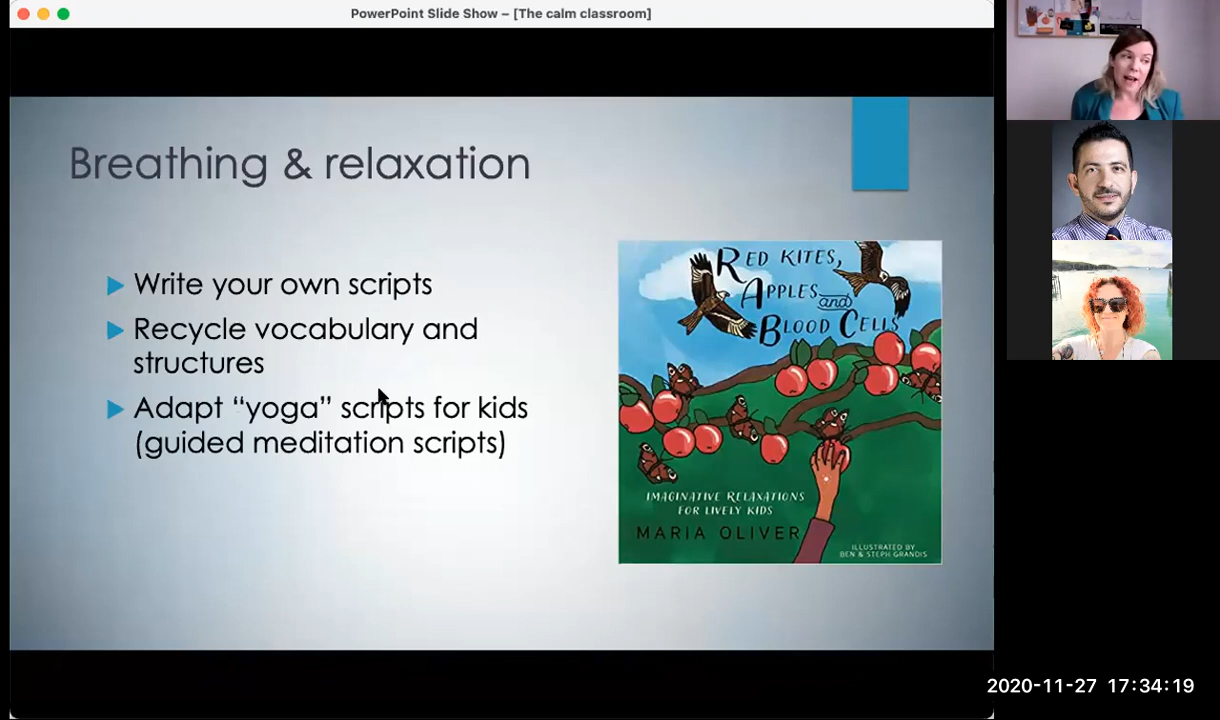 PowerPoint Slide Show – [The calm classroom]
Breathing & relaxation
Write your own scripts
Recycle vocabulary and
structures
Adapt “yoga” scripts for kids
(guided meditation scripts)
RED KITES,
APPLES and
BLOOD CELLS
IMAGINATIVE RELAXATIONS
FOR LIVELY KIDS
MARIA OLIVER
ILLUSTRATED BY
BEN & STEPH GRANDIS
2020-11-27 17:34:19